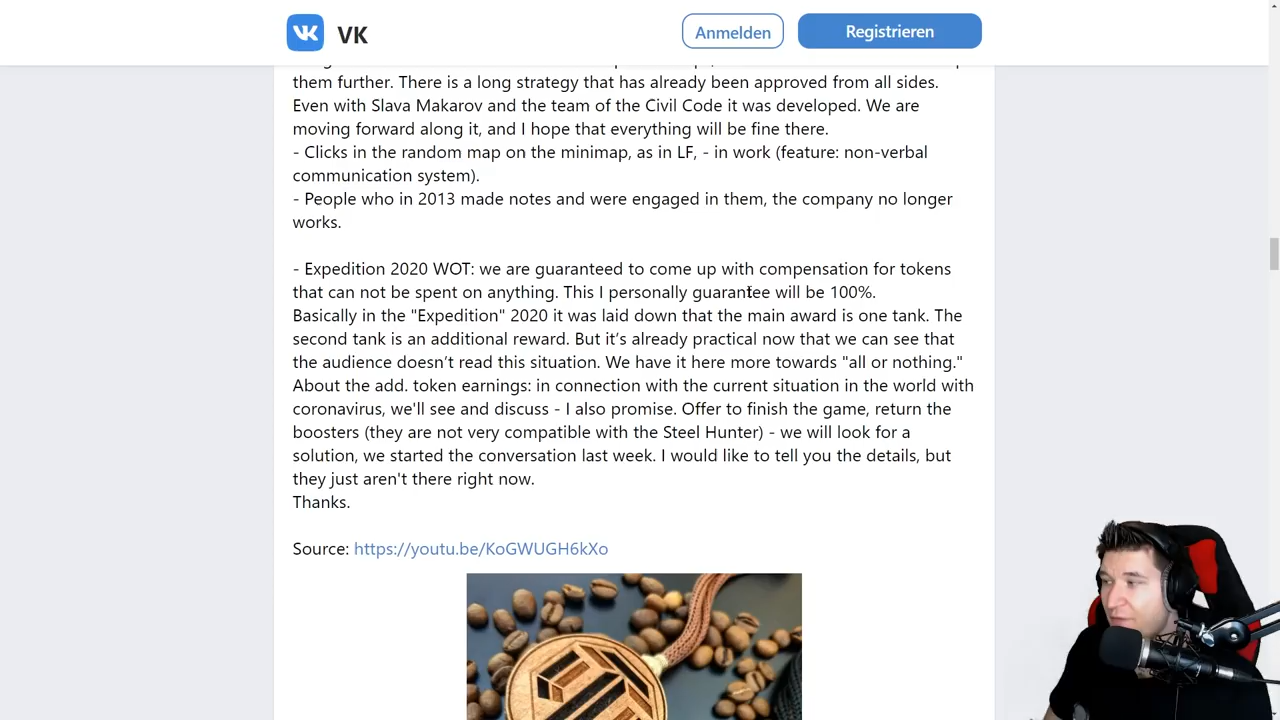 VK
Anmelden
Registrieren
them further. There is a long strategy that has already been approved from all sides.
Even with Slava Makarov and the team of the Civil Code it was developed. We are
moving forward along it, and I hope that everything will be fine there.
- Clicks in the random map on the minimap, as in LF, - in work (feature: non-verbal
communication system).
- People who in 2013 made notes and were engaged in them, the company no longer
works.
- Expedition 2020 WOT: we are guaranteed to come up with compensation for tokens
that can not be spent on anything. This I personally guarantee will be 100%.
Basically in the "Expedition" 2020 it was laid down that the main award is one tank. The
second tank is an additional reward. But it’s already practical now that we can see that
the audience doesn’t read this situation. We have it here more towards "all or nothing."
About the add. token earnings: in connection with the current situation in the world with
coronavirus, we'll see and discuss - I also promise. Offer to finish the game, return the
boosters (they are not very compatible with the Steel Hunter) - we will look for a
solution, we started the conversation last week. I would like to tell you the details, but
they just aren't there right now.
Thanks.
Source: https://youtu.be/KoGWUGH6kXo